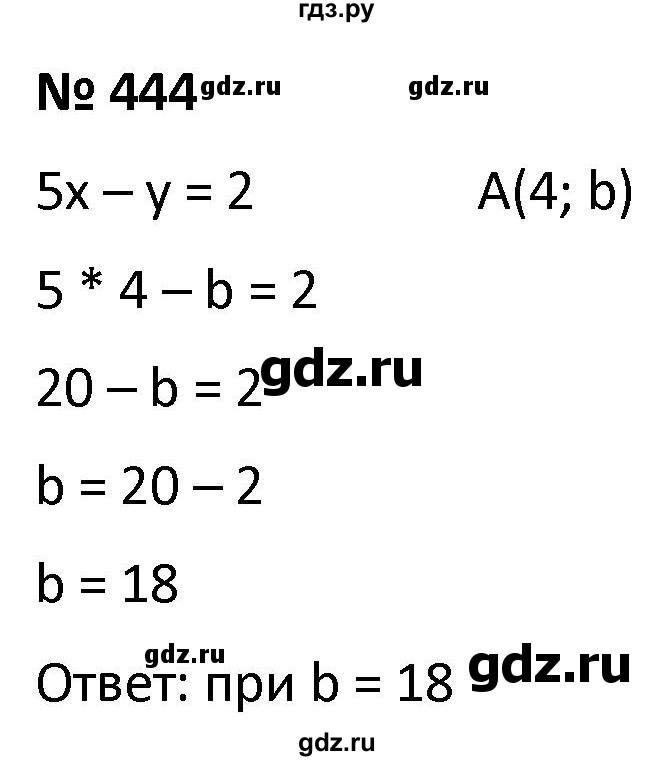 гдз.ру
№ 444 gdz.ru gdz.ru
5x – y = 2 A(4; b)
5 * 4 – b = 2
20 – b = 2 gdz.ru
b = 20 – 2
b = 18
gdz.ru
Ответ: при b = 18 gdz.ru
gdz.ru